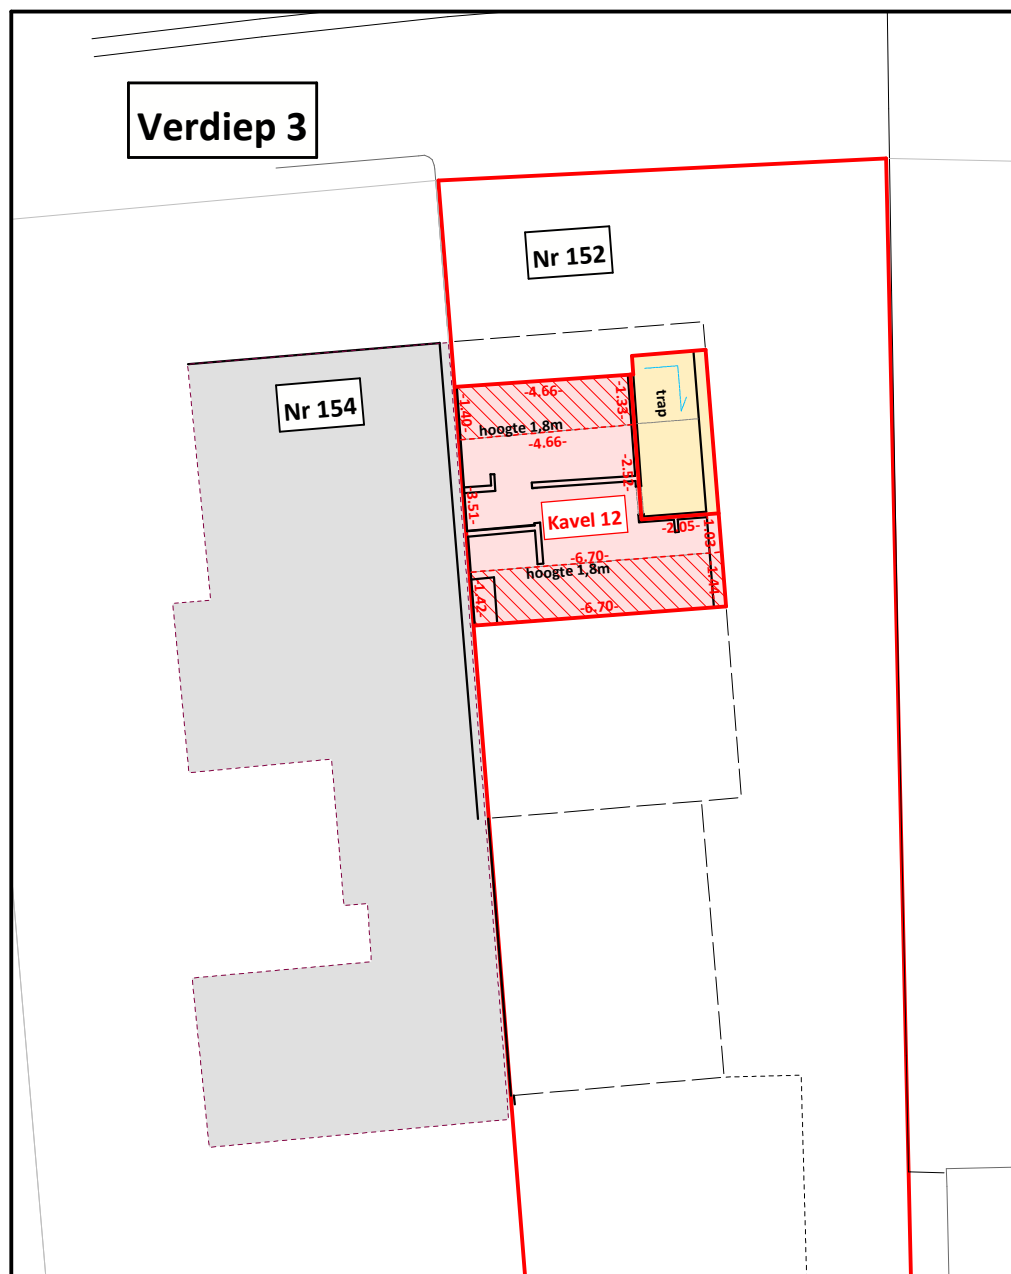 Verdiep 3
Nr 152
Nr 154
-4.66-
-1.40-
-1.33-
trap
hoogte 1,8m
-4.66-
-2.52-
-3.51-
Kavel 12
-2.05-
-1.03-
-6.70-
hoogte 1,8m
-1.44-
-1.42-
-6.70-